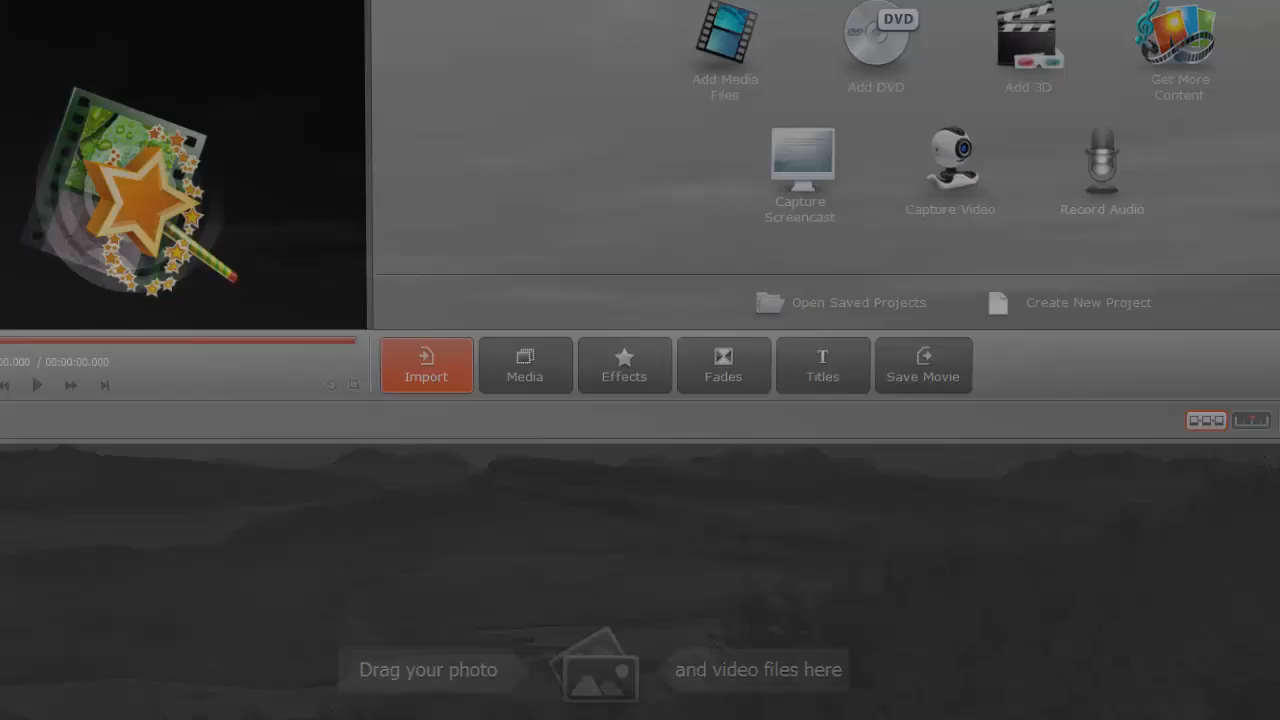 DVD
DVD
Add Media
Files
Add DVD
Add 3D
Get More
Content
Capture
Screencast
Capture Video
Record Audio
Open Saved Projects
Create New Project
00.000 / 00:00:00.000
Import
Media
Effects
Fades
T
Titles
Save Movie
Drag your photo
and video files here